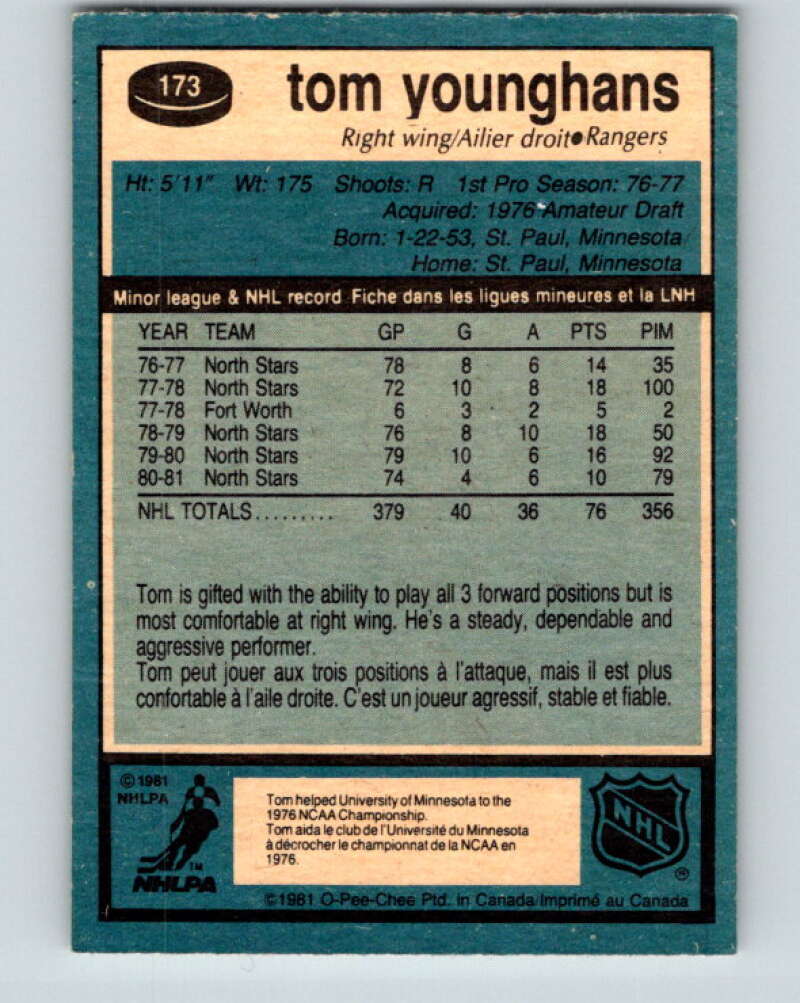 173
tom younghans
Right wing/Ailier droit●Rangers
Ht: 5'11" Wt: 175 Shoots: R 1st Pro Season: 76-77
Acquired: 1976 Amateur Draft
Born: 1-22-53, St. Paul, Minnesota
Home: St. Paul, Minnesota
Minor league & NHL record Fiche dans les ligues mineures et la LNH
YEAR TEAM GP G A PTS PIM
76-77 North Stars 78 8 6 14 35
77-78 North Stars 72 10 8 18 100
77-78 Fort Worth 6 3 2 5 2
78-79 North Stars 76 8 10 18 50
79-80 North Stars 79 10 6 16 92
80-81 North Stars 74 4 6 10 79
NHL TOTALS......... 379 40 36 76 356
Tom is gifted with the ability to play all 3 forward positions but is
most comfortable at right wing. He's a steady, dependable and
aggressive performer.
Tom peut jouer aux trois positions à l'attaque, mais il est plus
confortable à l'aile droite. C'est un joueur agressif, stable et fiable.
©1981
NHLPA
TM
NHLPA
Tom helped University of Minnesota to the
1976 NCAA Championship.
Tom aida le club de l'Université du Minnesota
à décrocher le championnat de la NCAA en
1976.
NHL
®
©1981 O-Pee-Chee Ptd. in Canada/Imprimé au Canada